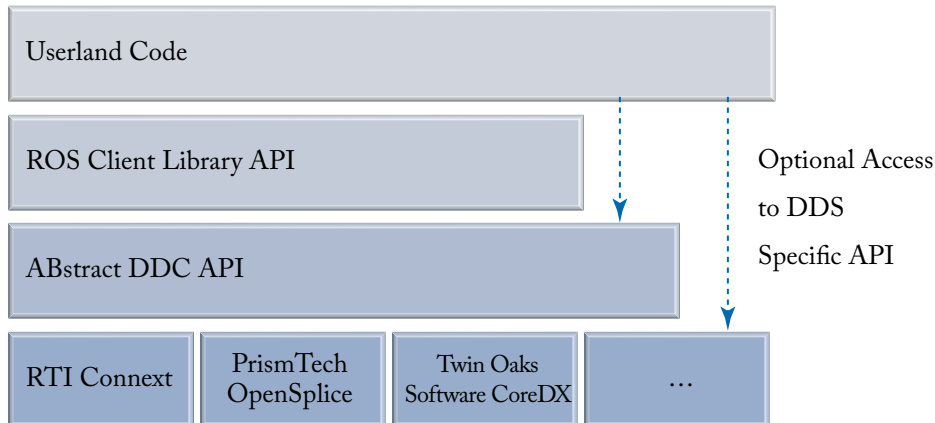 Userland Code
ROS Client Library API
Optional Access
to DDS
Specific API
ABstract DDC API
RTI Connext
PrismTech
OpenSplice
Twin Oaks
Software CoreDX
...